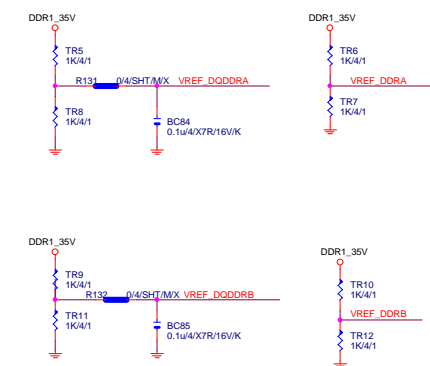 DDR1_35V
TR5
1K/4/1
R131 0/4/SHT/M/X VREF_DQDDRA
TR8
1K/4/1
BC84
0.1u/4/X7R/16V/K
DDR1_35V
TR6
1K/4/1
VREF_DDRA
TR7
1K/4/1
DDR1_35V
TR9
1K/4/1
R132 0/4/SHT/M/X VREF_DQDDRB
TR11
1K/4/1
BC85
0.1u/4/X7R/16V/K
DDR1_35V
TR10
1K/4/1
VREF_DDRB
TR12
1K/4/1